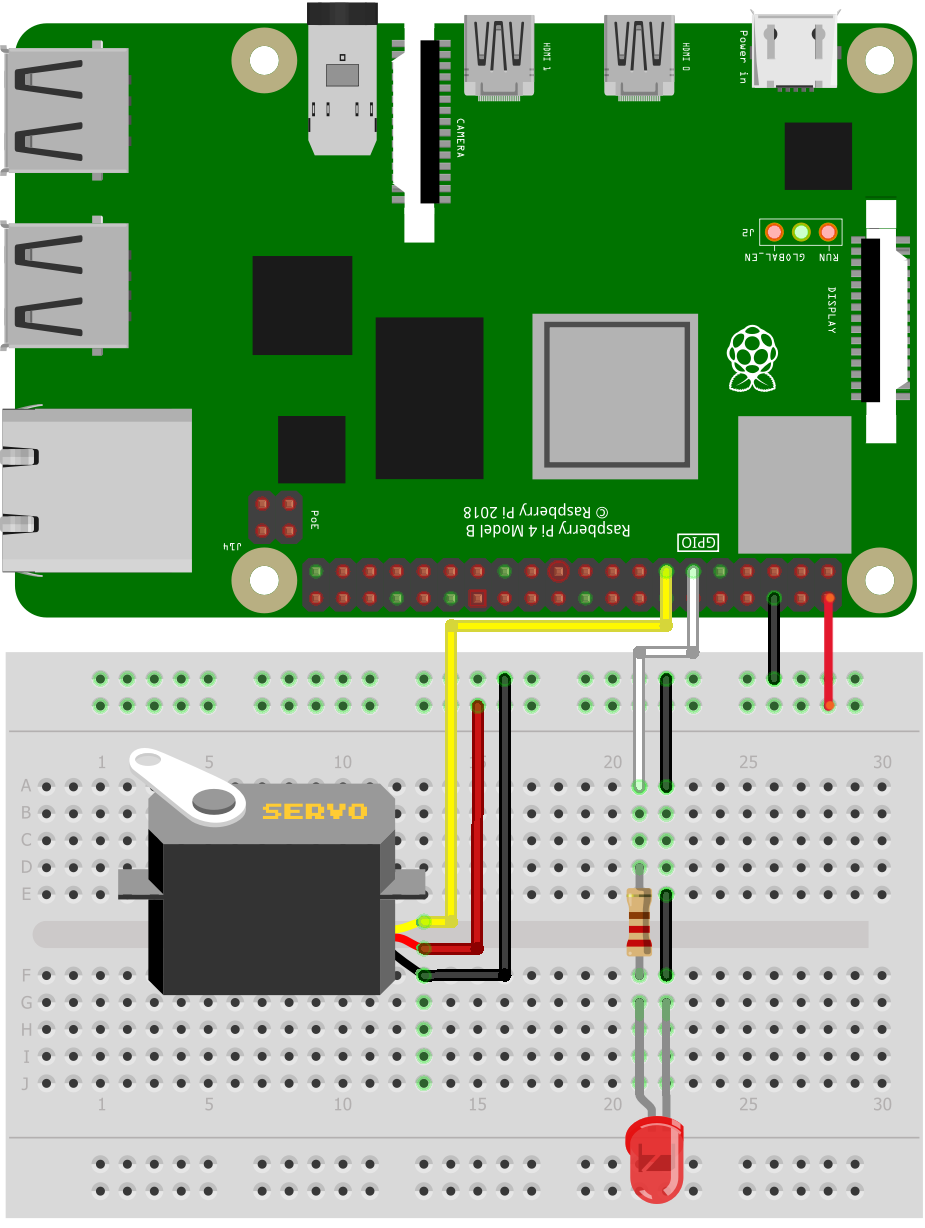 HDMI 1
HDMI 0
Power in
CAMERA
J2
GLOBAL_EN
RUN
DISPLAY
PoE
J14
Raspberry Pi 4 Model B
© Raspberry Pi 2018
GPIO
1 5 10 15 20 25 30
SERVO
A
B
C
D
E
F
G
H
I
J
1 5 10 15 20 25 30